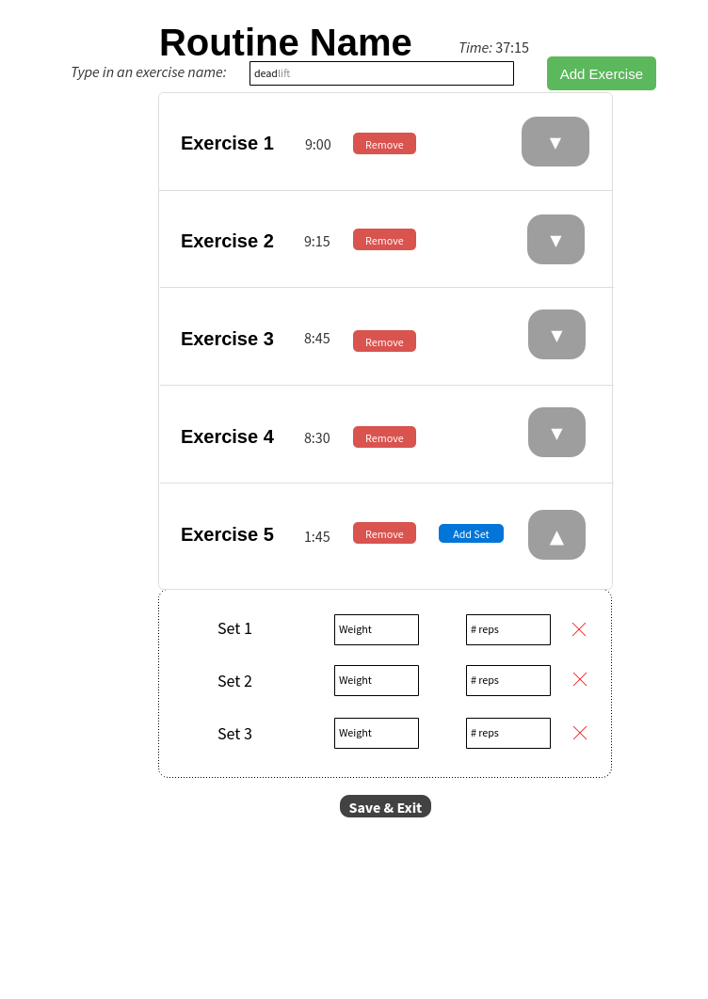 Routine Name Time: 37:15
Type in an exercise name: deadlift Add Exercise
Exercise 1 9:00 Remove ▼
Exercise 2 9:15 Remove ▼
Exercise 3 8:45 Remove ▼
Exercise 4 8:30 Remove ▼
Exercise 5 1:45 Remove Add Set ▲
Set 1 Weight # reps
Set 2 Weight # reps
Set 3 Weight # reps
Save & Exit